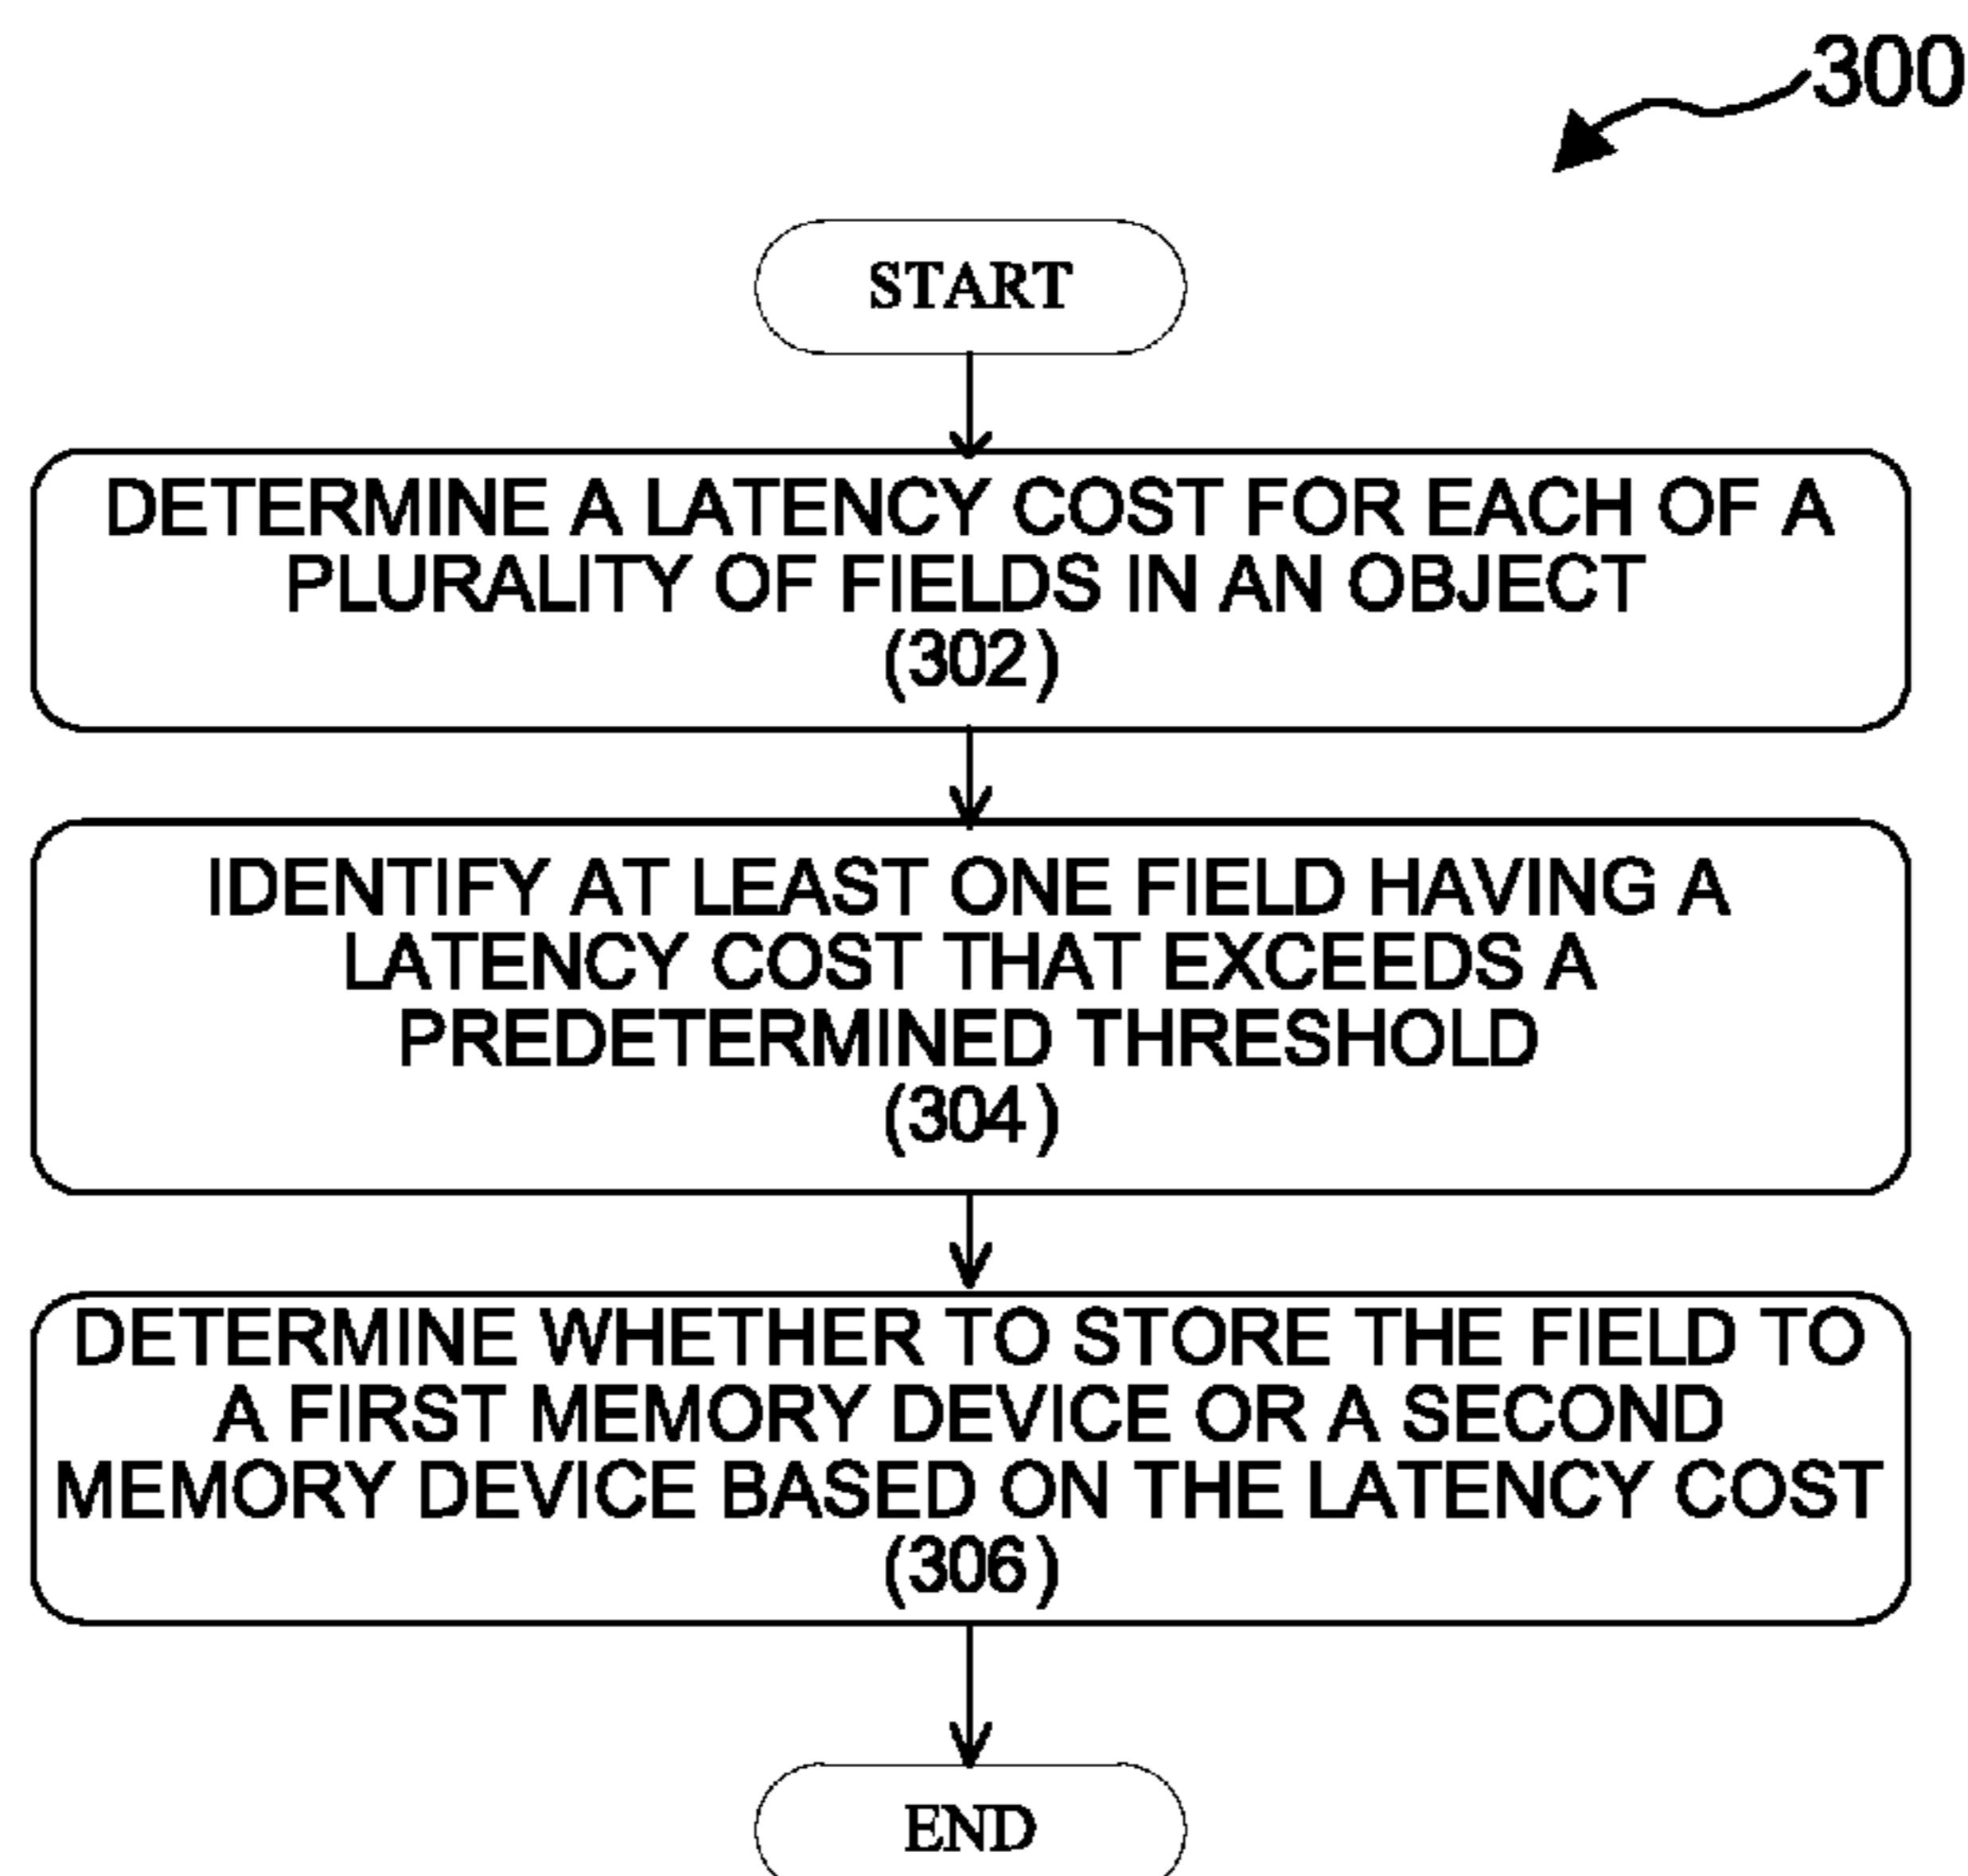 300
START
DETERMINE A LATENCY COST FOR EACH OF A
PLURALITY OF FIELDS IN AN OBJECT
(302)
IDENTIFY AT LEAST ONE FIELD HAVING A
LATENCY COST THAT EXCEEDS A
PREDETERMINED THRESHOLD
(304)
DETERMINE WHETHER TO STORE THE FIELD TO
A FIRST MEMORY DEVICE OR A SECOND
MEMORY DEVICE BASED ON THE LATENCY COST
(306)
END